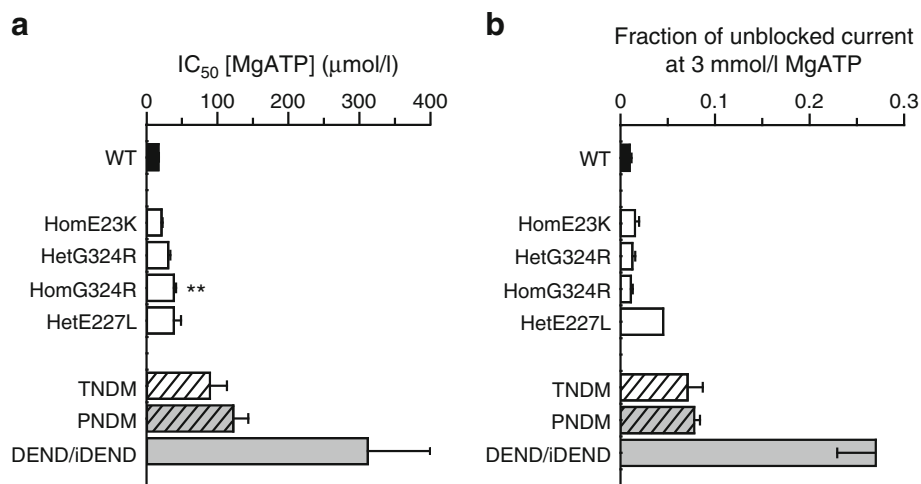 a
IC50 [MgATP] (μmol/l)
0 100 200 300 400
WT
HomE23K
HetG324R
HomG324R **
HetE227L
TNDM
PNDM
DEND/iDEND
b
Fraction of unblocked current
at 3 mmol/l MgATP
0 0.1 0.2 0.3
WT
HomE23K
HetG324R
HomG324R
HetE227L
TNDM
PNDM
DEND/iDEND